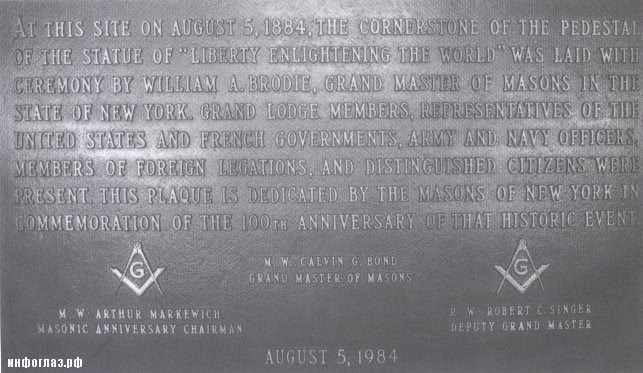 AT THIS SITE ON AUGUST 5, 1884, THE CORNERSTONE OF THE PEDESTAL
OF THE STATUE OF "LIBERTY ENLIGHTENING THE WORLD" WAS LAID WITH
CEREMONY BY WILLIAM A. BRODIE, GRAND MASTER OF MASONS IN THE
STATE OF NEW YORK. GRAND LODGE MEMBERS, REPRESENTATIVES OF THE
UNITED STATES AND FRENCH GOVERNMENTS, ARMY AND NAVY OFFICERS,
MEMBERS OF FOREIGN LEGATIONS, AND DISTINGUISHED CITIZENS WERE
PRESENT. THIS PLAQUE IS DEDICATED BY THE MASONS OF NEW YORK IN
COMMEMORATION OF THE 100TH ANNIVERSARY OF THAT HISTORIC EVENT.
M. W. CALVIN G. BOND
GRAND MASTER OF MASONS
G
G
M. W. ARTHUR MARKEWICH
MASONIC ANNIVERSARY CHAIRMAN
R. W. ROBERT C. SINGER
DEPUTY GRAND MASTER
AUGUST 5, 1984
инфоглаз.рф